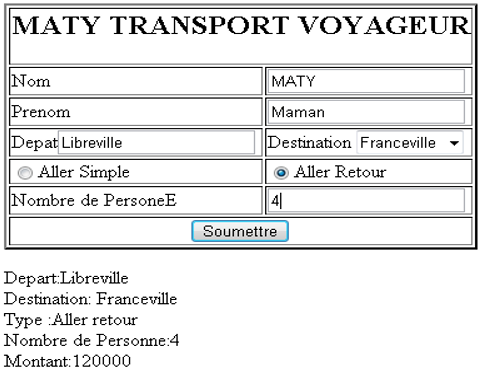 MATY TRANSPORT VOYAGEUR
Nom MATY
Prenom Maman
Depat Libreville Destination Franceville
Aller Simple Aller Retour
Nombre de PersoneE 4
Soumettre
Depart:Libreville
Destination: Franceville
Type :Aller retour
Nombre de Personne:4
Montant:120000